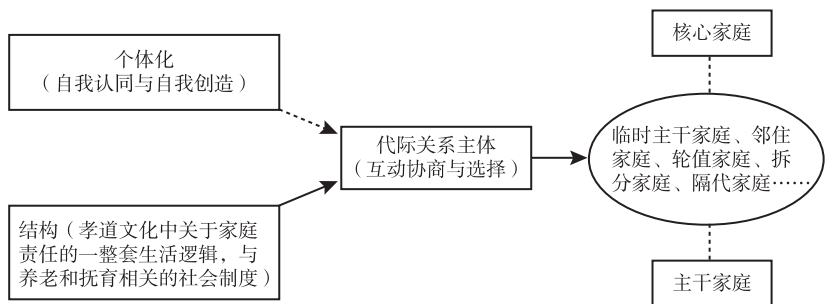 个体化
(自我认同与自我创造)
结构(孝道文化中关于家庭
责任的一整套生活逻辑,与
养老和抚育相关的社会制度)
代际关系主体
(互动协商与选择)
核心家庭
临时主干家庭、邻住
家庭、轮值家庭、拆
分家庭、隔代家庭……
主干家庭